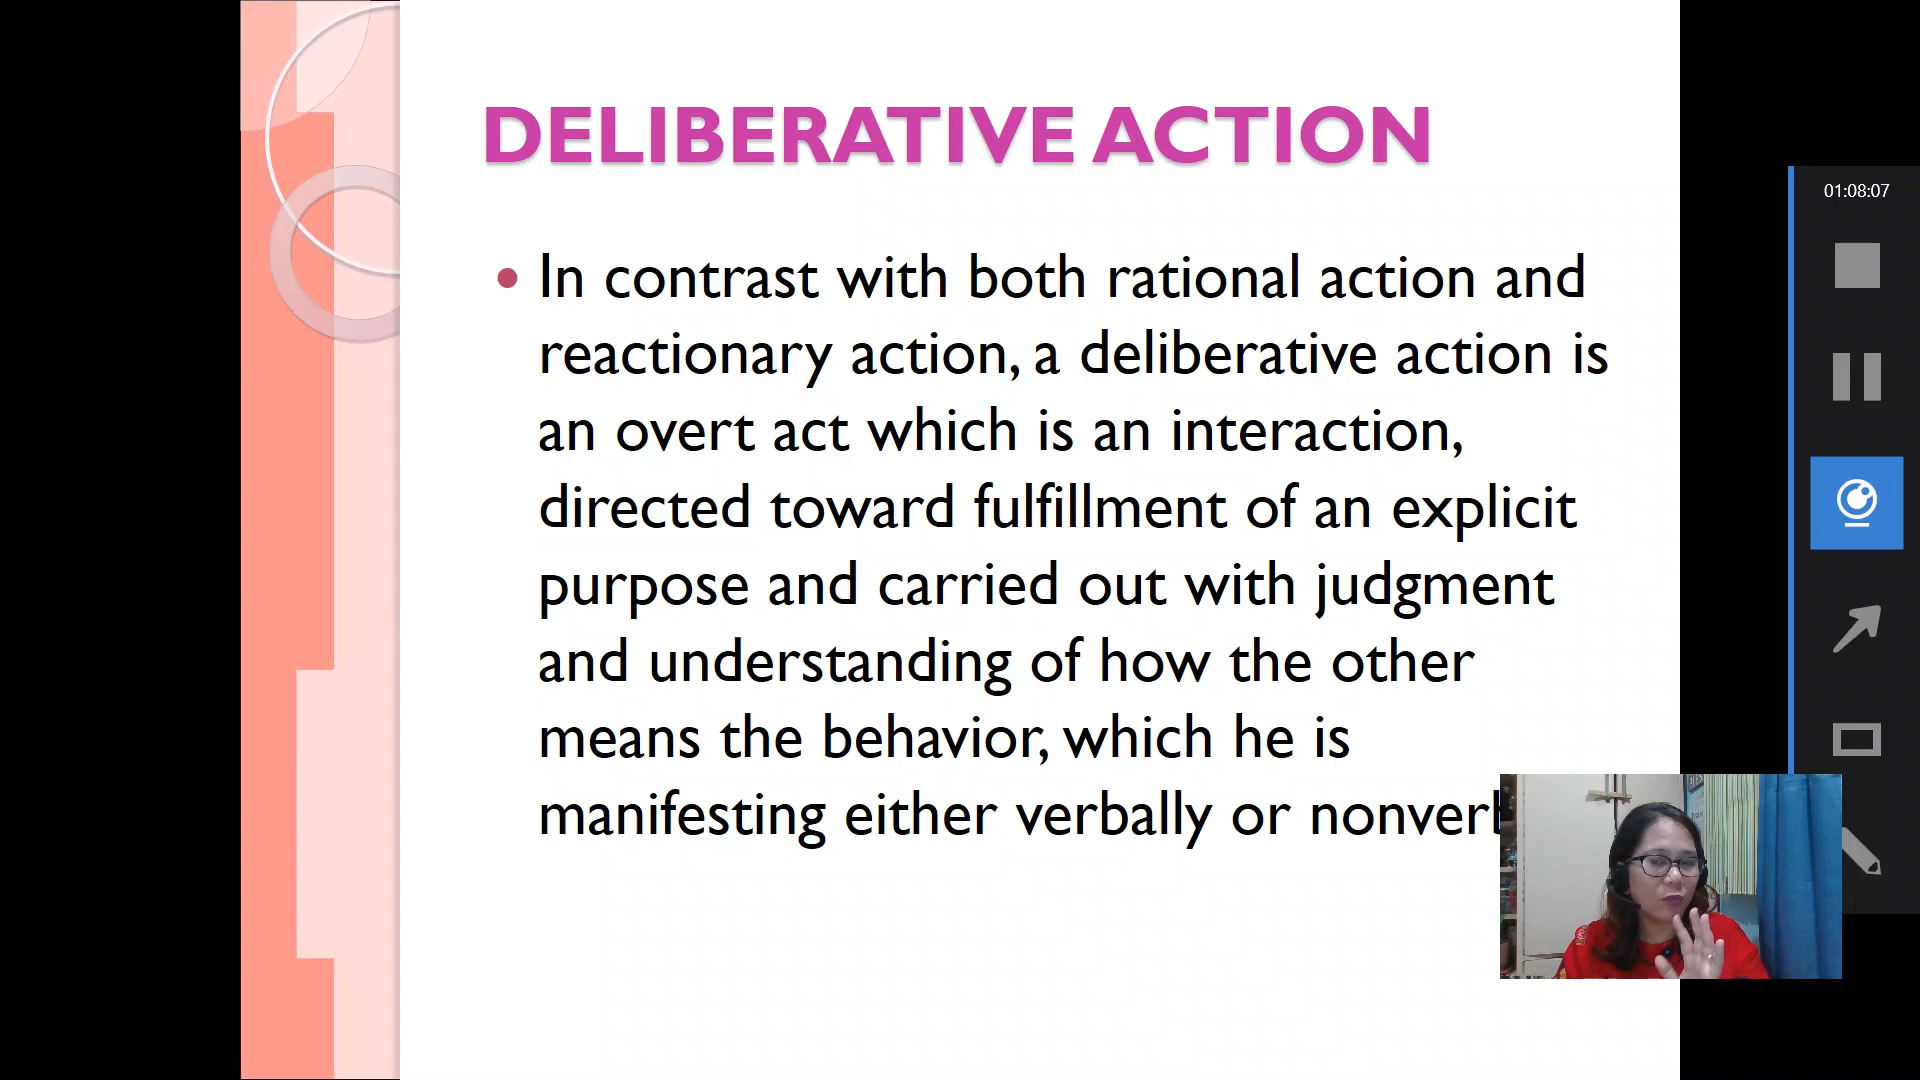 DELIBERATIVE ACTION
• In contrast with both rational action and
reactionary action, a deliberative action is
an overt act which is an interaction,
directed toward fulfillment of an explicit
purpose and carried out with judgment
and understanding of how the other
means the behavior, which he is
manifesting either verbally or
01:08:07